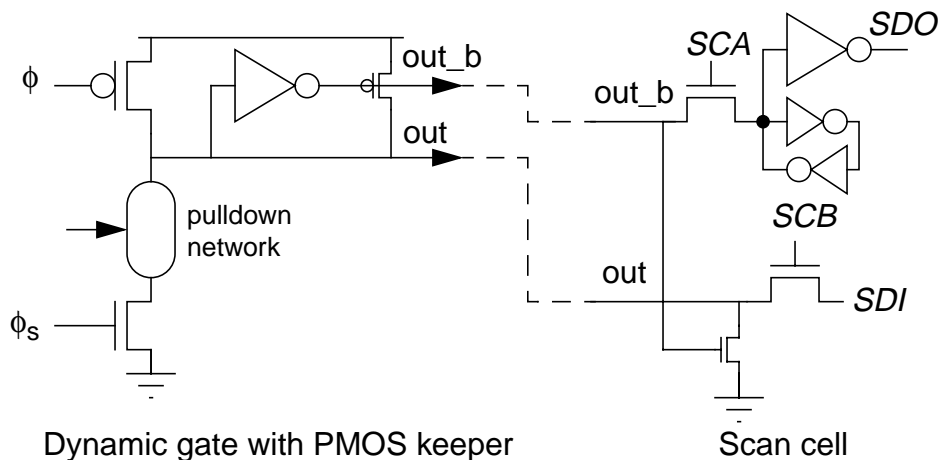 SDO
SCA
out_b
ϕ
out_b
out
pulldown
network
SCB
out
SDI
ϕs
Dynamic gate with PMOS keeper
Scan cell